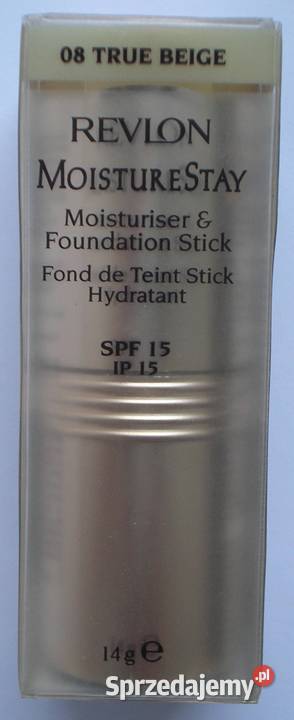 08 TRUE BEIGE
REVLON
MOISTURESTAY
Moisturiser &
Foundation Stick
Fond de Teint Stick
Hydratant
SPF 15
IP 15
14g e
Sprzedajemy.pl